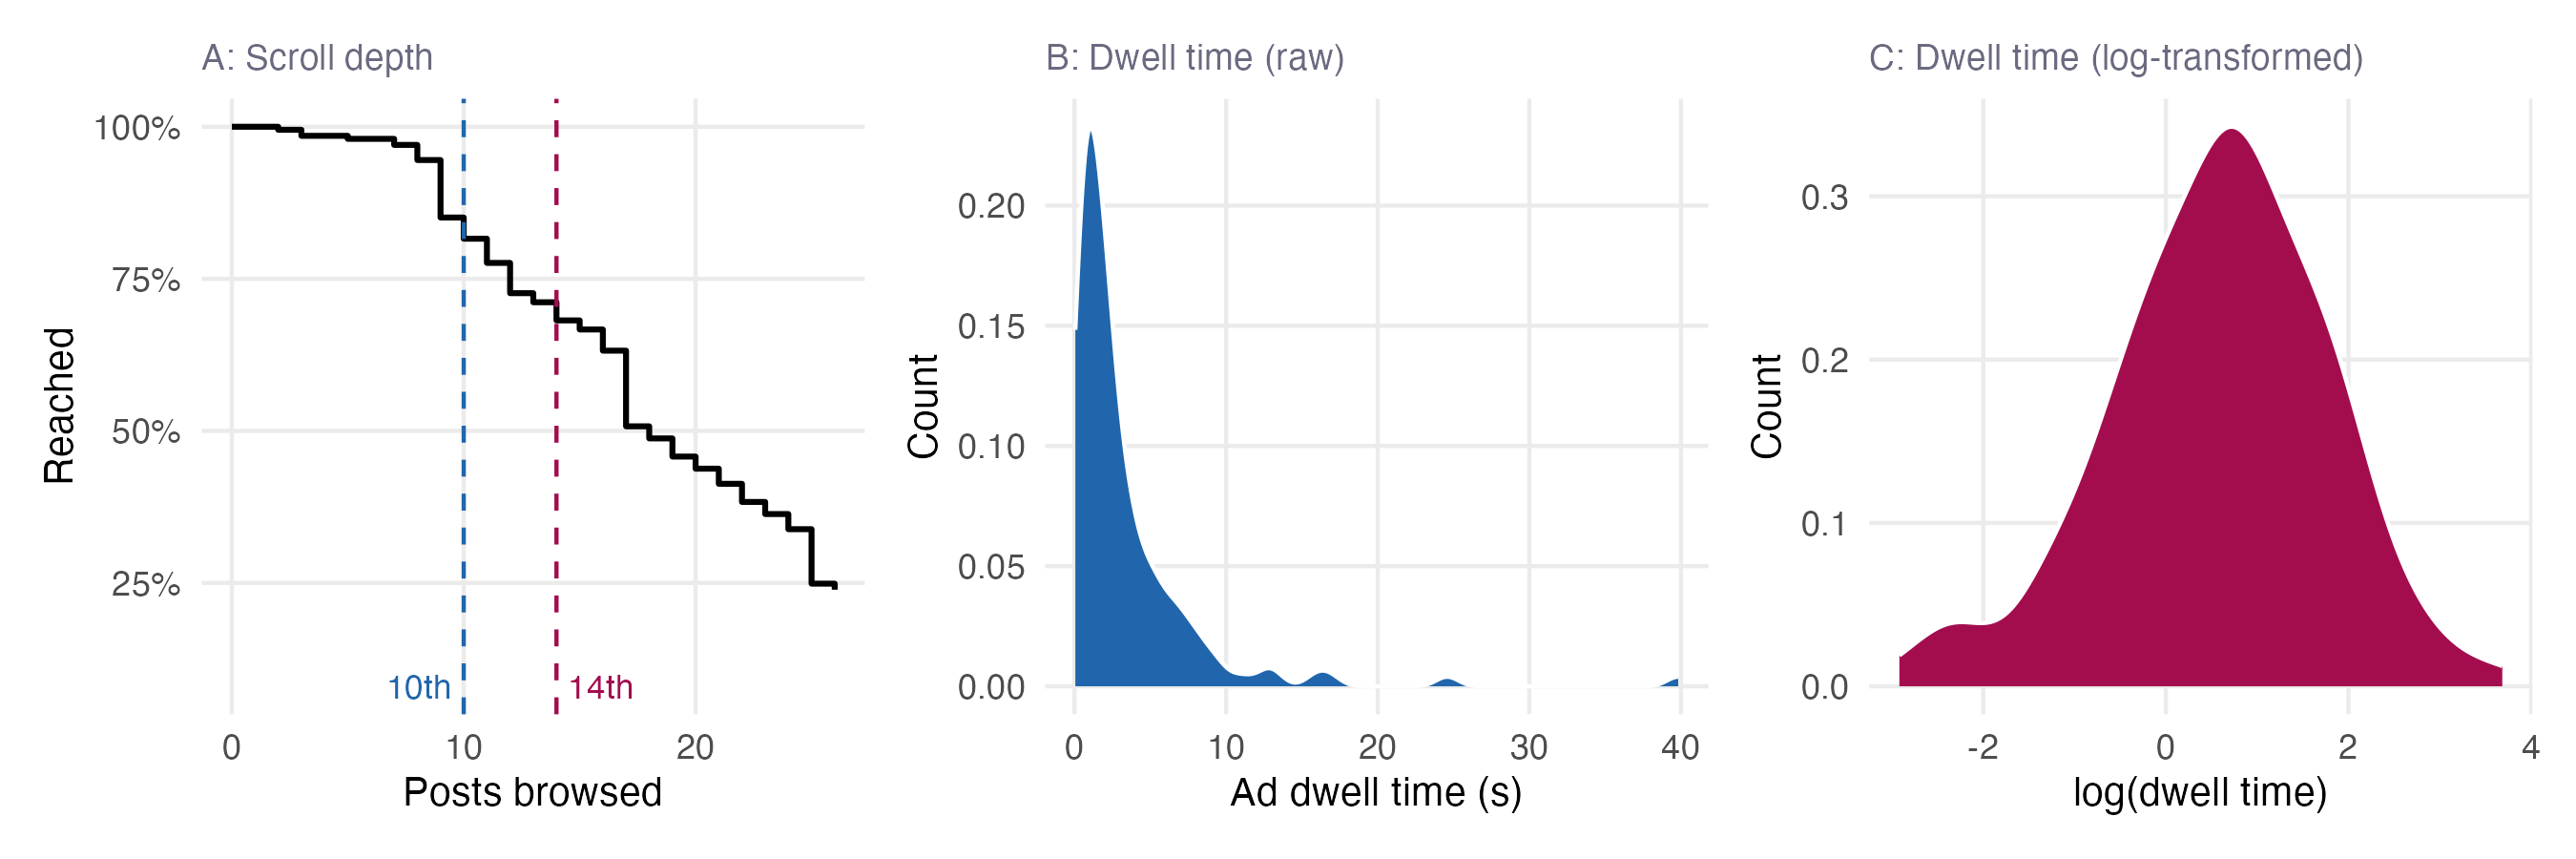 A: Scroll depth
100%
75%
50%
25%
Reached
10th
14th
0
10
20
Posts browsed
B: Dwell time (raw)
0.20
0.15
0.10
0.05
0.00
Count
0
10
20
30
40
Ad dwell time (s)
C: Dwell time (log-transformed)
0.3
0.2
0.1
0.0
Count
-2
0
2
4
log(dwell time)